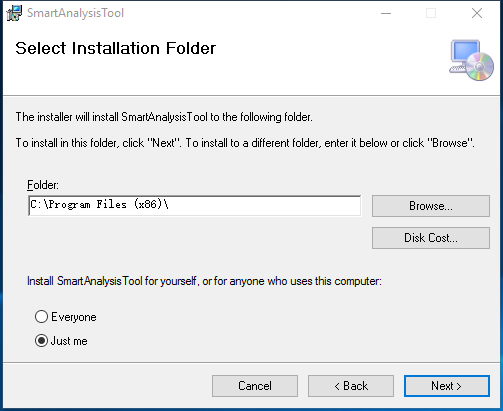 SmartAnalysisTool
Select Installation Folder
The installer will install SmartAnalysisTool to the following folder.
To install in this folder, click "Next". To install to a different folder, enter it below or click "Browse".
Folder:
C:\Program Files (x86)\
Browse...
Disk Cost...
Install SmartAnalysisTool for yourself, or for anyone who uses this computer:
Everyone
Just me
Cancel
< Back
Next >